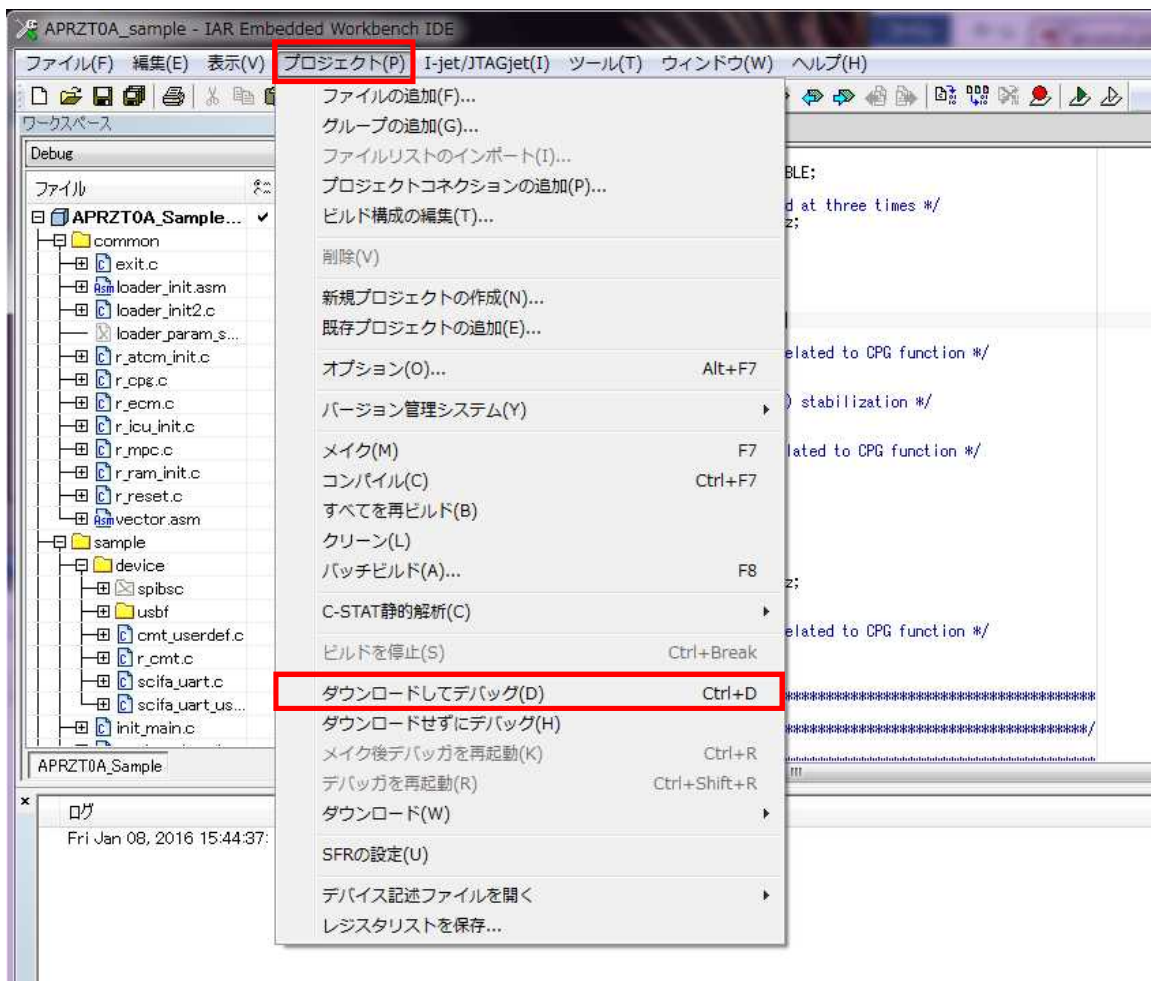 APRZT0A_sample - IAR Embedded Workbench IDE
ファイル(F) 編集(E) 表示(V) プロジェクト(P) I-jet/JTAGjet(I) ツール(T) ウィンドウ(W) ヘルプ(H)
ワークスペース
Debug
ファイル
APRZT0A_Sample...
common
exit.c
loader_init.asm
loader_init2.c
loader_param_s...
r_atcm_init.c
r_cpg.c
r_ecm.c
r_icu_init.c
r_mpc.c
r_ram_init.c
r_reset.c
vector.asm
sample
device
spibsc
usbf
cmt_userdef.c
r_cmt.c
scifa_uart.c
scifa_uart_us...
init_main.c
APRZT0A_Sample
ファイルの追加(F)...
グループの追加(G)...
ファイルリストのインポート(I)...
プロジェクトコネクションの追加(P)...
ビルド構成の編集(T)...
削除(V)
新規プロジェクトの作成(N)...
既存プロジェクトの追加(E)...
オプション(O)... Alt+F7
バージョン管理システム(Y)
メイク(M) F7
コンパイル(C) Ctrl+F7
すべてを再ビルド(B)
クリーン(L)
バッチビルド(A)... F8
C-STAT静的解析(C)
ビルドを停止(S) Ctrl+Break
ダウンロードしてデバッグ(D) Ctrl+D
ダウンロードせずにデバッグ(H)
メイク後デバッガを再起動(K) Ctrl+R
デバッガを再起動(R) Ctrl+Shift+R
ダウンロード(W)
SFRの設定(U)
デバイス記述ファイルを開く
レジスタリストを保存...
BLE;
d at three times */
z;
elated to CPG function */
) stabilization */
lated to CPG function */
z;
elated to CPG function */
ログ
Fri Jan 08, 2016 15:44:37: